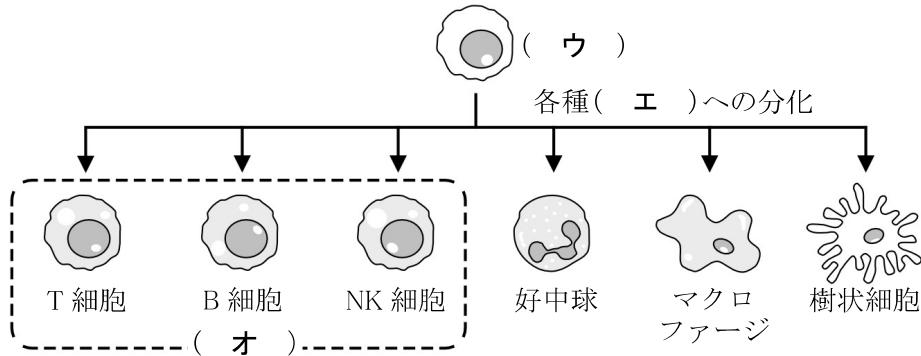 ( ウ )
各種( エ )への分化
T 細胞
B 細胞
NK 細胞
好中球
マクロ
ファージ
樹状細胞
( オ )